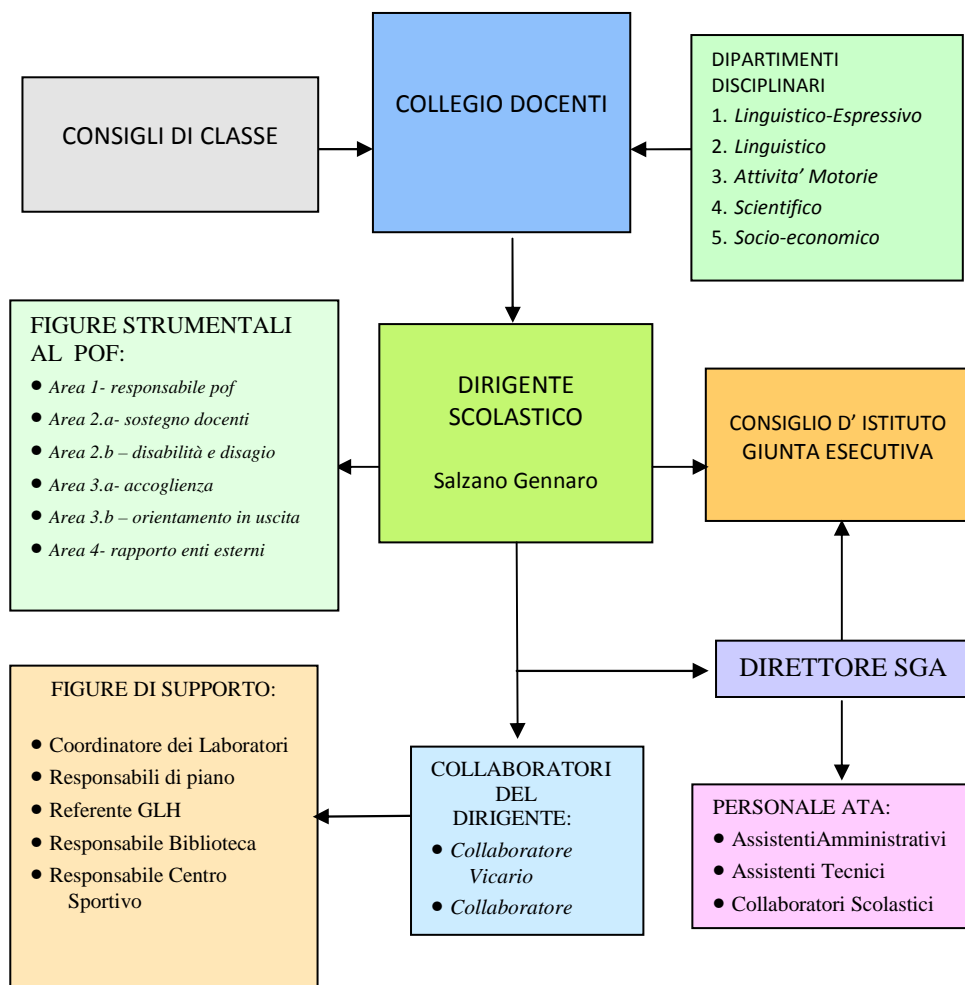 CONSIGLI DI CLASSE
COLLEGIO DOCENTI
DIPARTIMENTI
DISCIPLINARI
1. Linguistico-Espressivo
2. Linguistico
3. Attivita’ Motorie
4. Scientifico
5. Socio-economico
FIGURE STRUMENTALI
AL POF:
● Area 1- responsabile pof
● Area 2.a- sostegno docenti
● Area 2.b – disabilità e disagio
● Area 3.a- accoglienza
● Area 3.b – orientamento in uscita
● Area 4- rapporto enti esterni
DIRIGENTE
SCOLASTICO
Salzano Gennaro
CONSIGLIO D’ ISTITUTO
GIUNTA ESECUTIVA
DIRETTORE SGA
FIGURE DI SUPPORTO:
● Coordinatore dei Laboratori
● Responsabili di piano
● Referente GLH
● Responsabile Biblioteca
● Responsabile Centro
Sportivo
COLLABORATORI
DEL
DIRIGENTE:
● Collaboratore
Vicario
● Collaboratore
PERSONALE ATA:
● AssistentiAmministrativi
● Assistenti Tecnici
● Collaboratori Scolastici